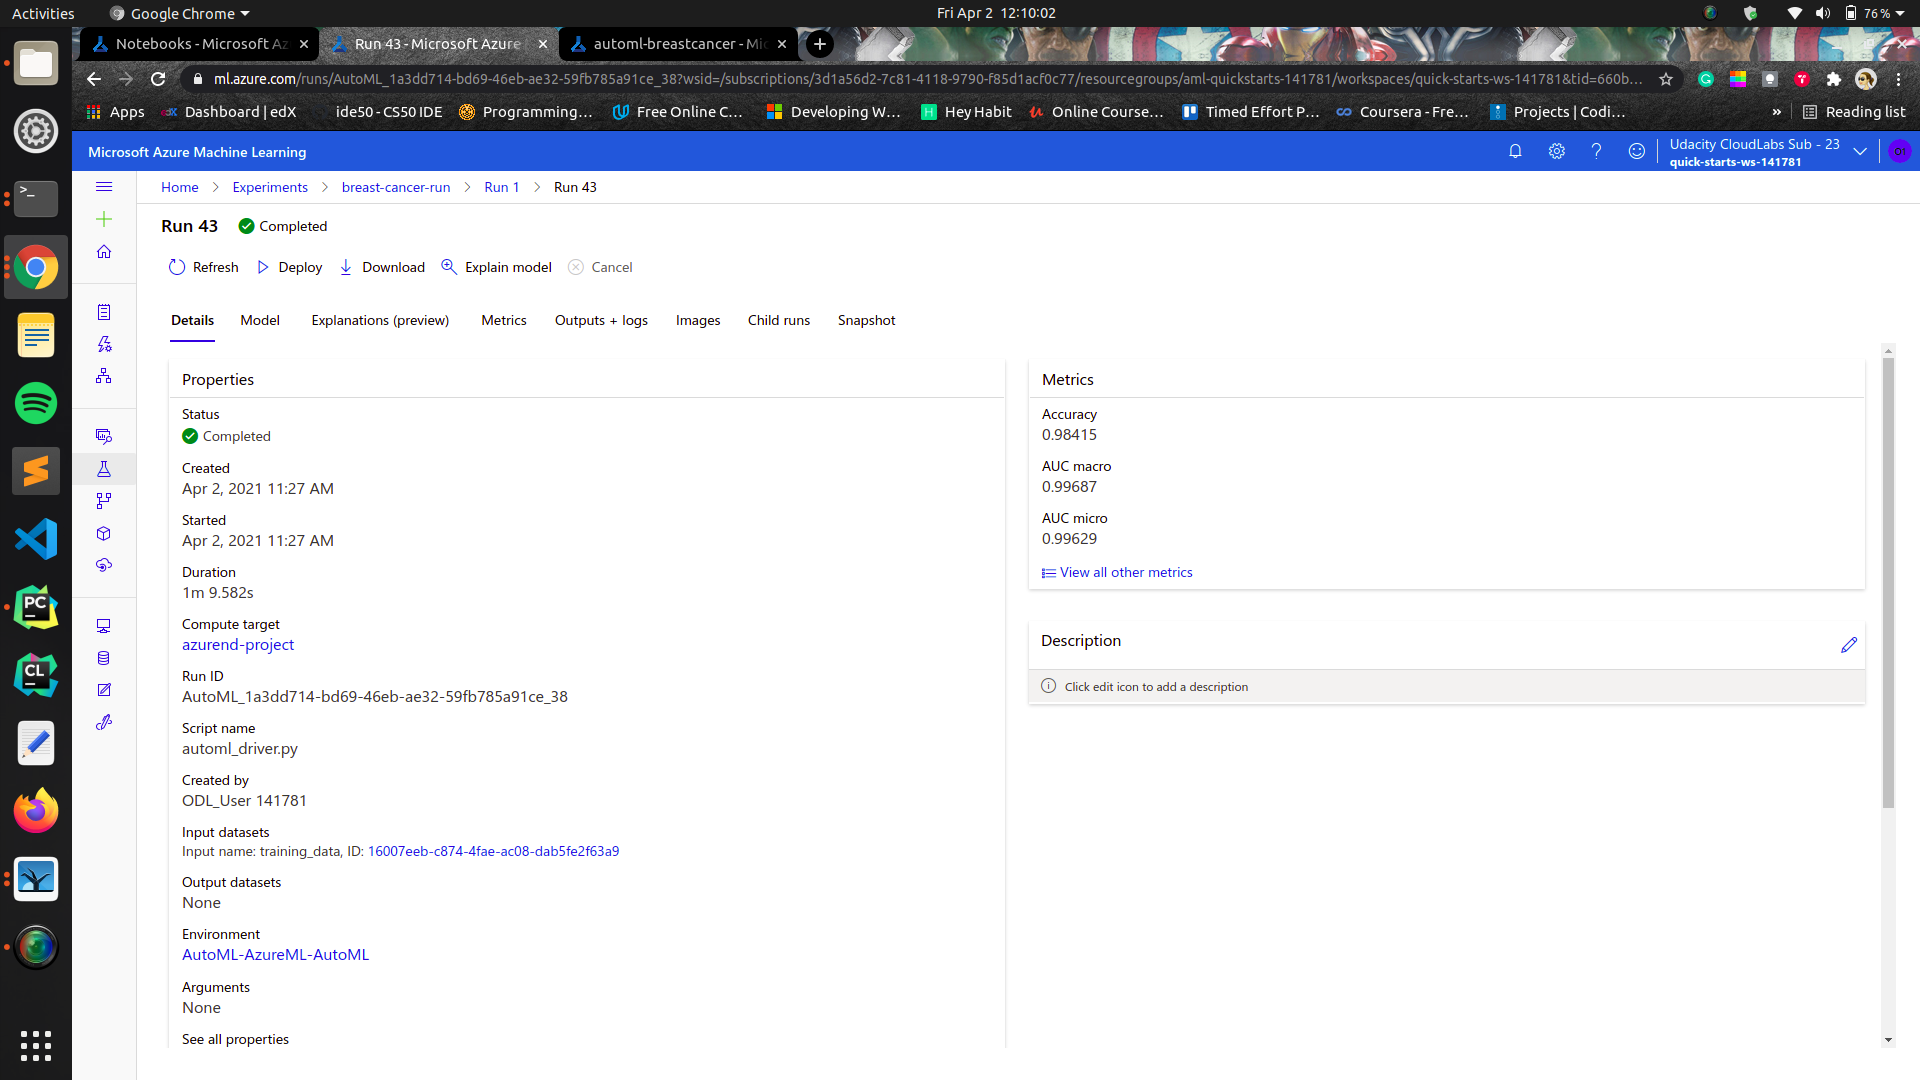 Activities
Google Chrome
Fri Apr 2 12:10:02
76 %
Notebooks - Microsoft Az
Run 43 - Microsoft Azure
automl-breastcancer - Mic
ml.azure.com/runs/AutoML_1a3dd714-bd69-46eb-ae32-59fb785a91ce_38?wsid=/subscriptions/3d1a56d2-7c81-4118-9790-f85d1acf0c77/resourcegroups/aml-quickstarts-141781/workspaces/quick-starts-ws-141781&tid=660b...
Apps
Dashboard | edX
ide50 - CS50 IDE
Programming...
Free Online C...
Developing W...
Hey Habit
Online Course...
Timed Effort P...
Coursera - Fre...
Projects | Codi...
»
Reading list
Microsoft Azure Machine Learning
Udacity CloudLabs Sub - 23
quick-starts-ws-141781
Home > Experiments > breast-cancer-run > Run 1 > Run 43
Run 43
Completed
Refresh
Deploy
Download
Explain model
Cancel
Details
Model
Explanations (preview)
Metrics
Outputs + logs
Images
Child runs
Snapshot
Properties
Status
Completed
Created
Apr 2, 2021 11:27 AM
Started
Apr 2, 2021 11:27 AM
Duration
1m 9.582s
Compute target
azurend-project
Run ID
AutoML_1a3dd714-bd69-46eb-ae32-59fb785a91ce_38
Script name
automl_driver.py
Created by
ODL_User 141781
Input datasets
Input name: training_data, ID: 16007eeb-c874-4fae-ac08-dab5fe2f63a9
Output datasets
None
Environment
AutoML-AzureML-AutoML
Arguments
None
See all properties
Metrics
Accuracy
0.98415
AUC macro
0.99687
AUC micro
0.99629
View all other metrics
Description
Click edit icon to add a description
>_
PC
CL